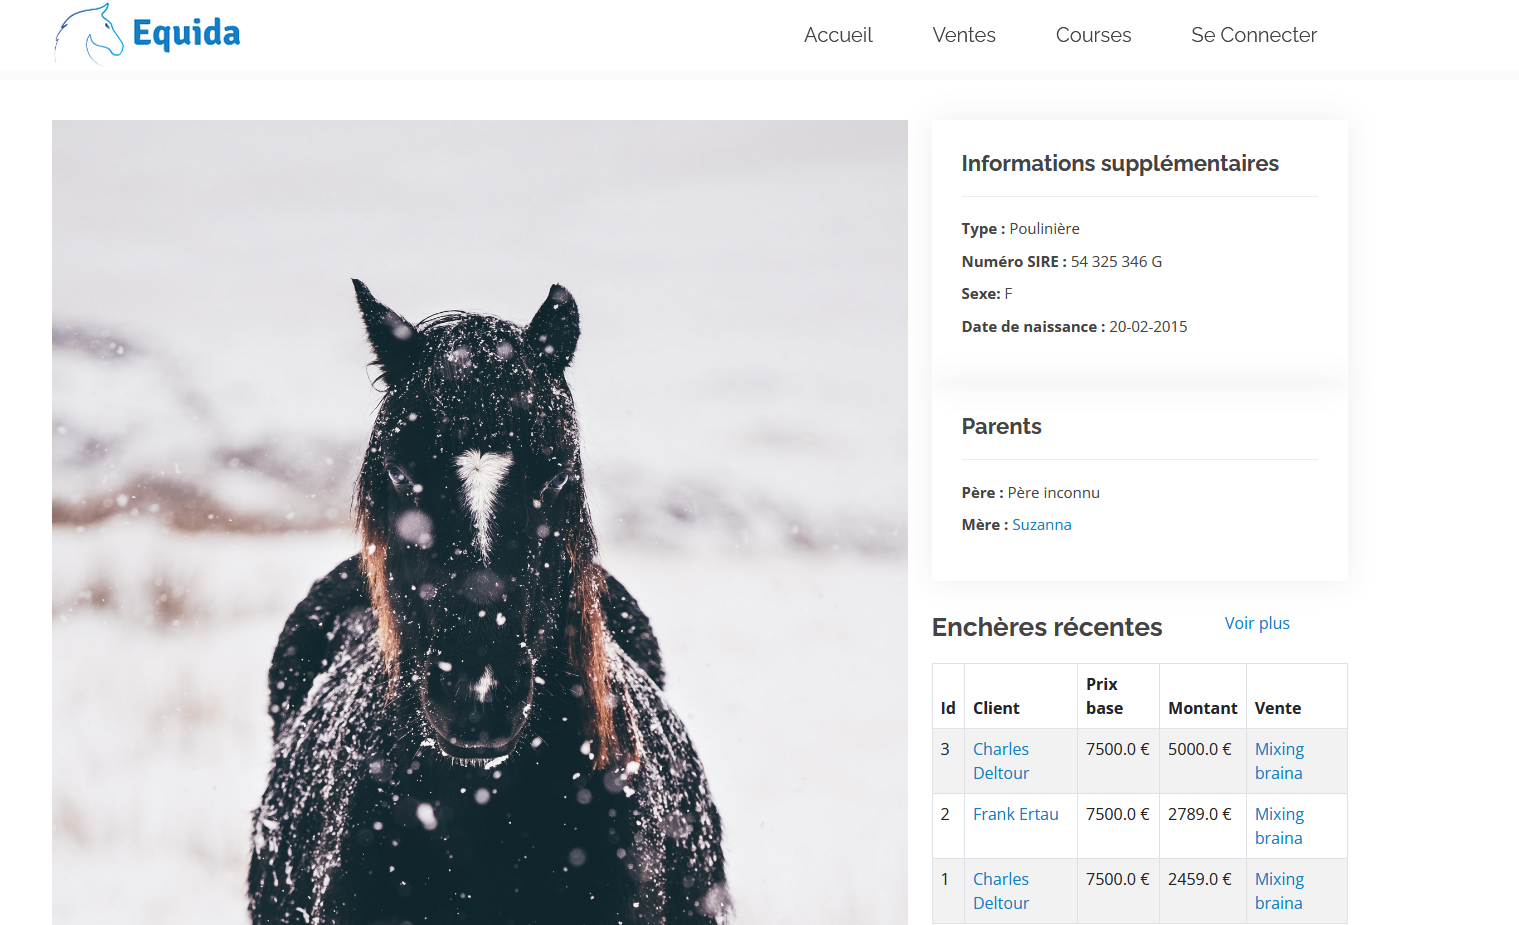 Equida
Accueil Ventes Courses Se Connecter
Informations supplémentaires
Type : Poulinière
Numéro SIRE : 54 325 346 G
Sexe: F
Date de naissance : 20-02-2015
Parents
Père : Père inconnu
Mère : Suzanna
Enchères récentes Voir plus
Id Client Prix base Montant Vente
3 Charles Deltour 7500.0 € 5000.0 € Mixing braina
2 Frank Ertau 7500.0 € 2789.0 € Mixing braina
1 Charles Deltour 7500.0 € 2459.0 € Mixing braina